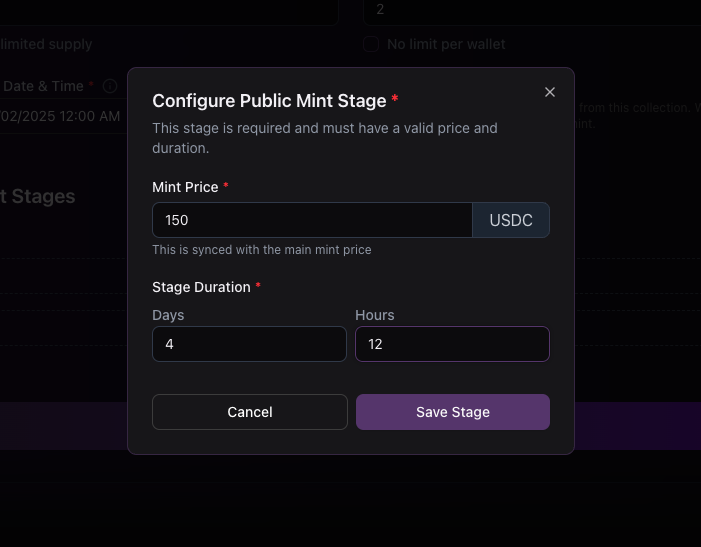 2
limited supply
No limit per wallet
Date & Time *
/02/2025 12:00 AM
from this collection.
t Stages
Configure Public Mint Stage *
This stage is required and must have a valid price and
duration.
Mint Price *
150
USDC
This is synced with the main mint price
Stage Duration *
Days
Hours
4
12
Cancel
Save Stage